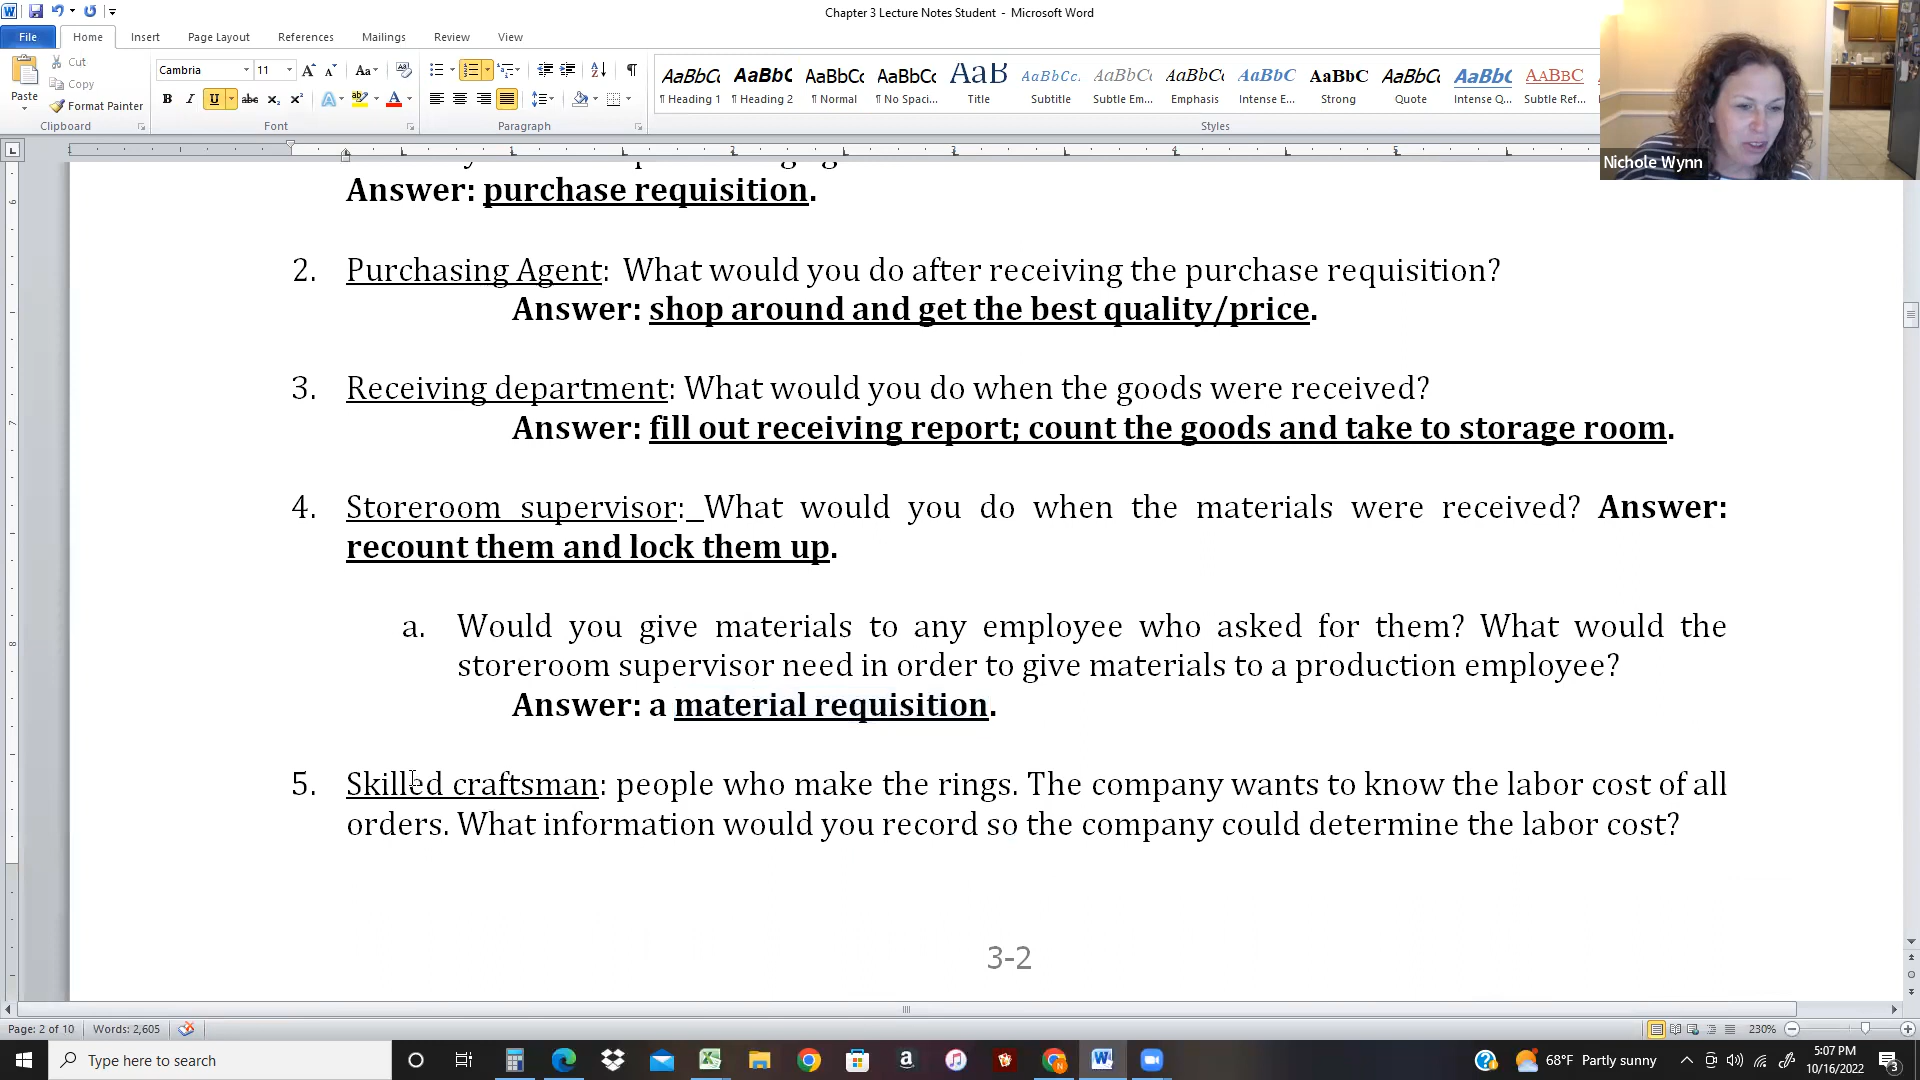 Chapter 3 Lecture Notes Student - Microsoft Word
File Home Insert Page Layout References Mailings Review View
Paste
Cut
Copy
Format Painter
Clipboard
Cambria 11
Font
Paragraph
AaBbCc AaBbC AaBbCc AaBbCc AaB AaBbCc. AaBbCc AaBbCc AaBbC AaBbC AaBbCc AaBbC AABBC
¶ Heading 1 ¶ Heading 2 ¶ Normal ¶ No Spaci... Title Subtitle Subtle Em... Emphasis Intense E... Strong Quote Intense Q... Subtle Ref...
Styles
Nichole Wynn
Answer: purchase requisition.
2. Purchasing Agent: What would you do after receiving the purchase requisition?
Answer: shop around and get the best quality/price.
3. Receiving department: What would you do when the goods were received?
Answer: fill out receiving report; count the goods and take to storage room.
4. Storeroom supervisor: What would you do when the materials were received? Answer:
recount them and lock them up.
a. Would you give materials to any employee who asked for them? What would the
storeroom supervisor need in order to give materials to a production employee?
Answer: a material requisition.
5. Skilled craftsman: people who make the rings. The company wants to know the labor cost of all
orders. What information would you record so the company could determine the labor cost?
3-2
Page: 2 of 10 Words: 2,605 230%
Type here to search
68°F Partly sunny
5:07 PM
10/16/2022
3